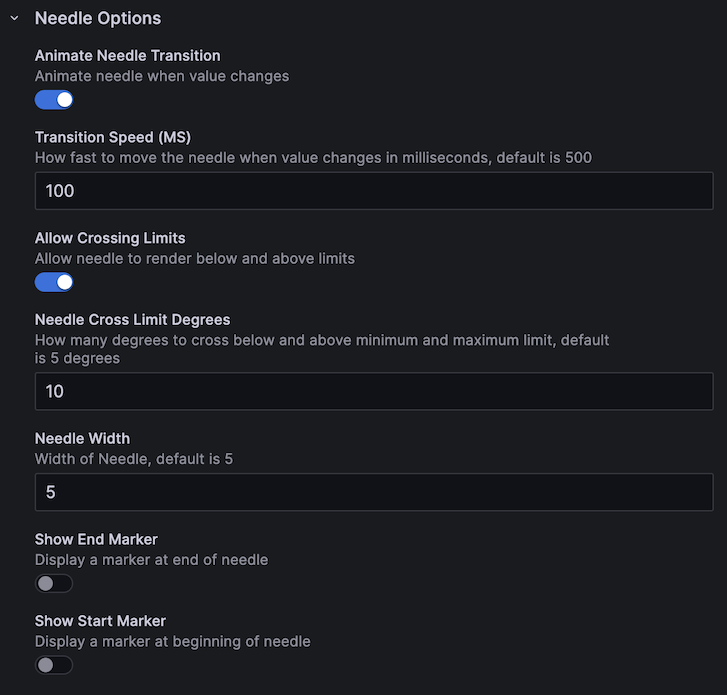 Needle Options
Animate Needle Transition
Animate needle when value changes
Transition Speed (MS)
How fast to move the needle when value changes in milliseconds, default is 500
100
Allow Crossing Limits
Allow needle to render below and above limits
Needle Cross Limit Degrees
How many degrees to cross below and above minimum and maximum limit, default
is 5 degrees
10
Needle Width
Width of Needle, default is 5
5
Show End Marker
Display a marker at end of needle
Show Start Marker
Display a marker at beginning of needle